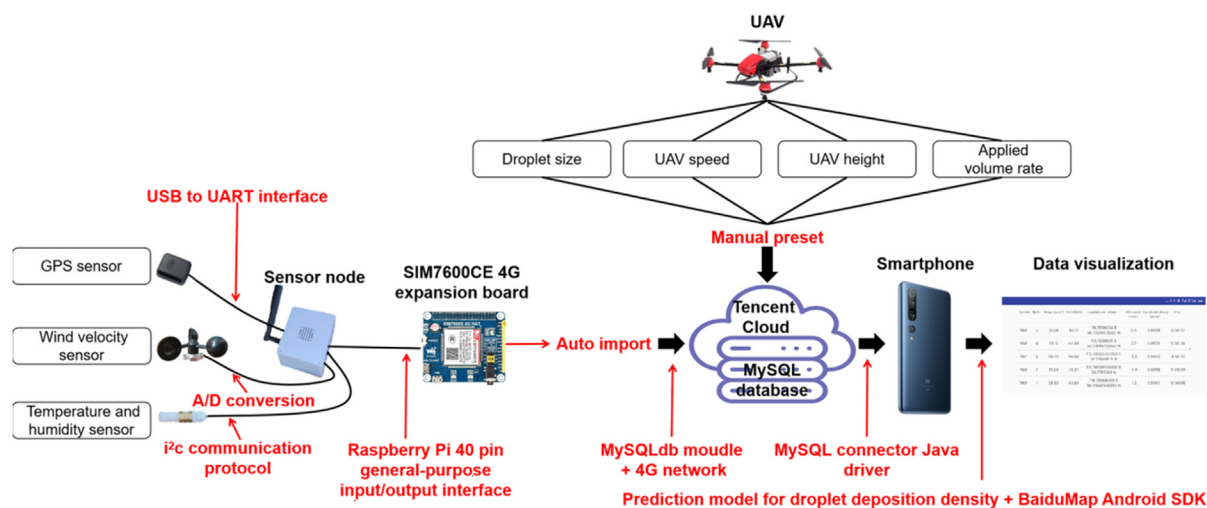 UAV
Droplet size
UAV speed
UAV height
Applied
volume rate
USB to UART interface
Manual preset
GPS sensor
Sensor node
SIM7600CE 4G
expansion board
Smartphone
Data visualization
Wind velocity
sensor
Auto import
Tencent
Cloud
MySQL
database
A/D conversion
Temperature and
humidity sensor
i²c communication
protocol
Raspberry Pi 40 pin
general-purpose
input/output interface
MySQLdb moudle
+ 4G network
MySQL connector Java
driver
Prediction model for droplet deposition density + BaiduMap Android SDK